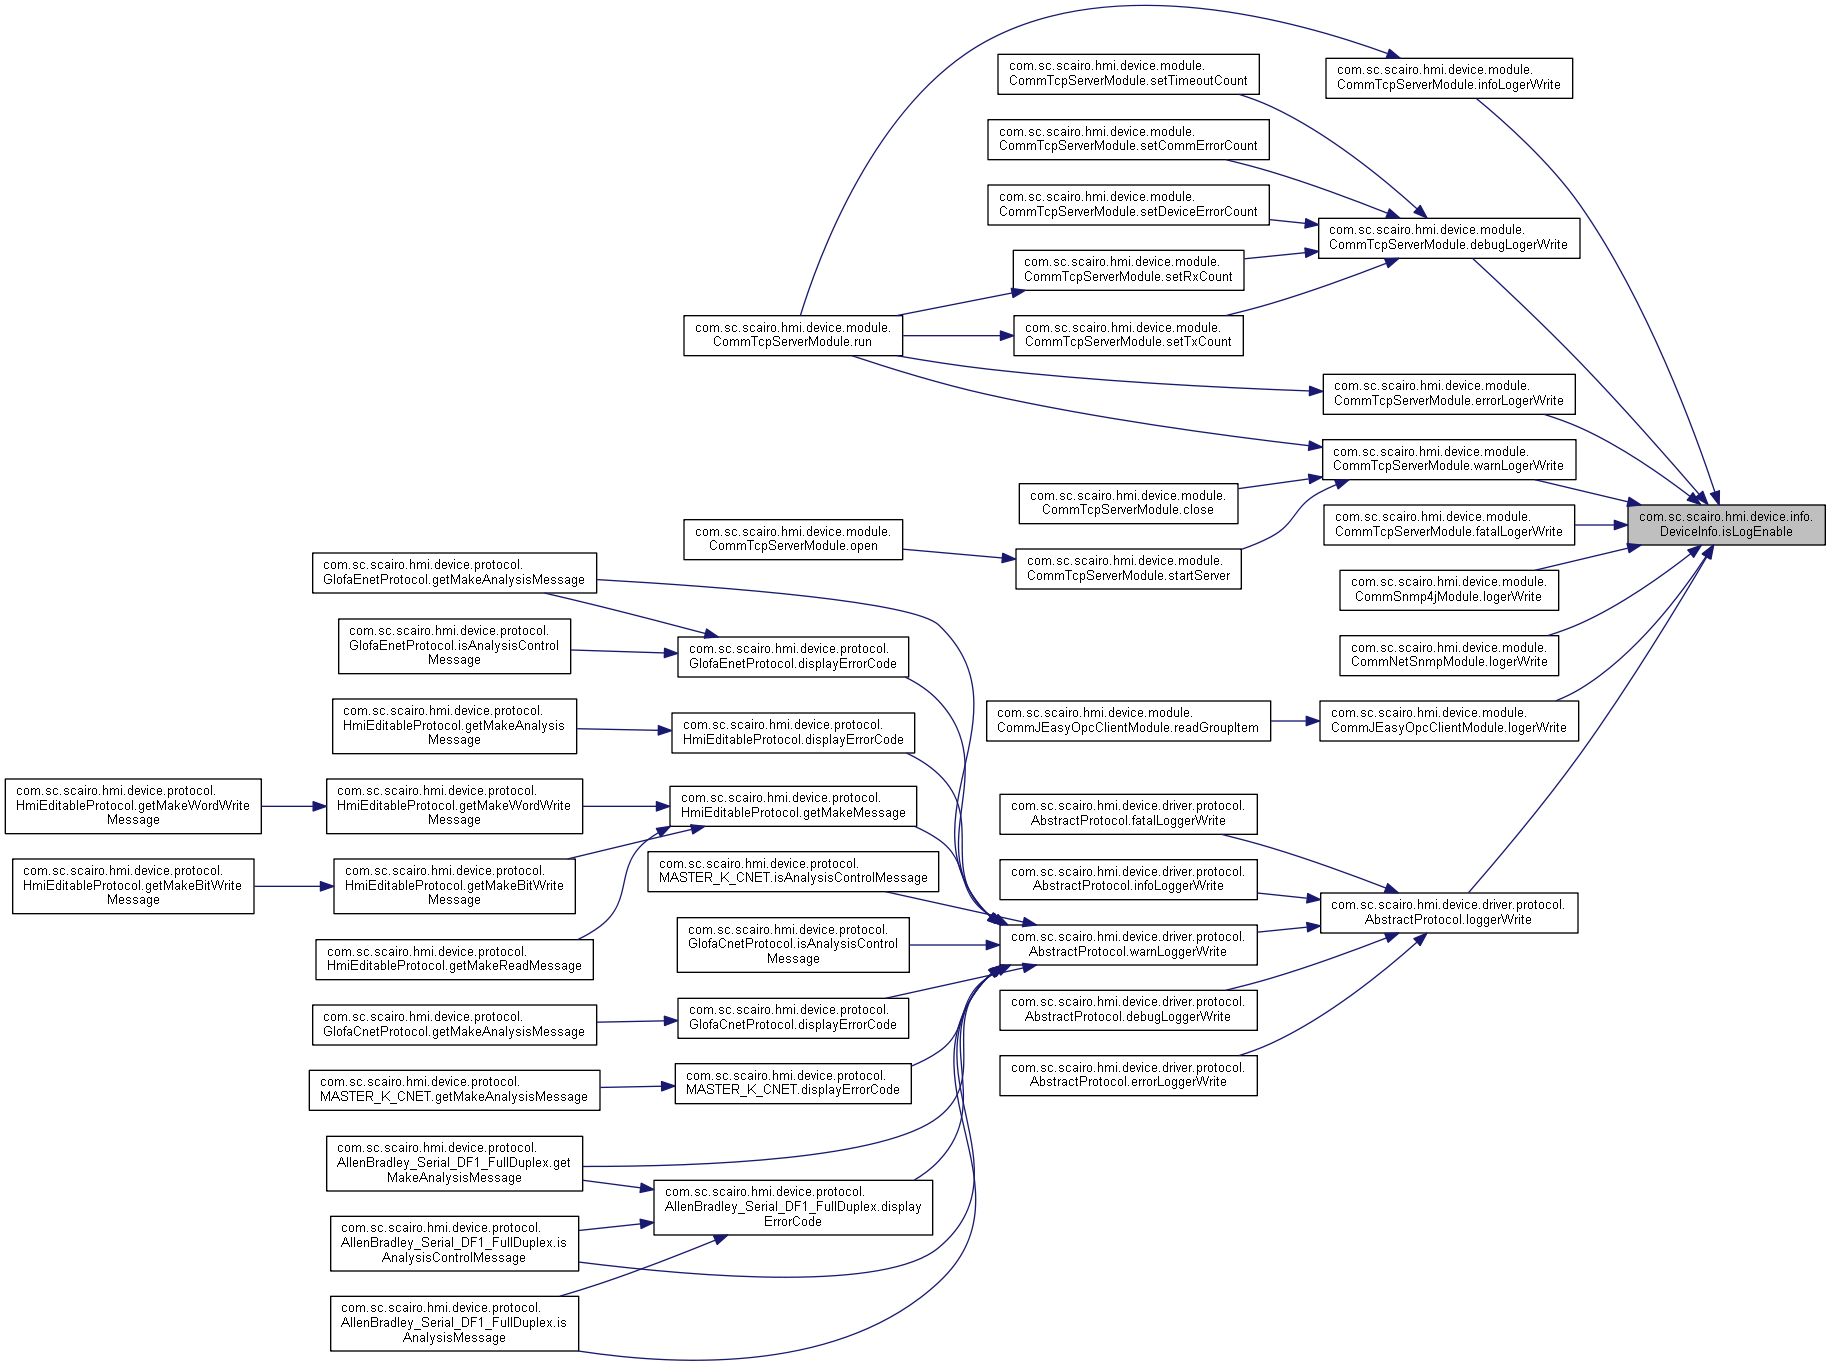 com.sc.scairo.hmi.device.module.
CommTcpServerModule.infoLogerWrite
com.sc.scairo.hmi.device.module.
CommTcpServerModule.setTimeoutCount
com.sc.scairo.hmi.device.module.
CommTcpServerModule.setCommErrorCount
com.sc.scairo.hmi.device.module.
CommTcpServerModule.setDeviceErrorCount
com.sc.scairo.hmi.device.module.
CommTcpServerModule.debugLogerWrite
com.sc.scairo.hmi.device.module.
CommTcpServerModule.setRxCount
com.sc.scairo.hmi.device.module.
CommTcpServerModule.run
com.sc.scairo.hmi.device.module.
CommTcpServerModule.setTxCount
com.sc.scairo.hmi.device.module.
CommTcpServerModule.errorLogerWrite
com.sc.scairo.hmi.device.module.
CommTcpServerModule.warnLogerWrite
com.sc.scairo.hmi.device.module.
CommTcpServerModule.close
com.sc.scairo.hmi.device.module.
CommTcpServerModule.fatalLogerWrite
com.sc.scairo.hmi.device.info.
DeviceInfo.isLogEnable
com.sc.scairo.hmi.device.module.
CommTcpServerModule.open
com.sc.scairo.hmi.device.module.
CommTcpServerModule.startServer
com.sc.scairo.hmi.device.module.
CommSnmp4jModule.logerWrite
com.sc.scairo.hmi.device.protocol.
GlofaEnetProtocol.getMakeAnalysisMessage
com.sc.scairo.hmi.device.protocol.
GlofaEnetProtocol.isAnalysisControl
Message
com.sc.scairo.hmi.device.protocol.
GlofaEnetProtocol.displayErrorCode
com.sc.scairo.hmi.device.module.
CommNetSnmpModule.logerWrite
com.sc.scairo.hmi.device.protocol.
HmiEditableProtocol.getMakeAnalysis
Message
com.sc.scairo.hmi.device.protocol.
HmiEditableProtocol.displayErrorCode
com.sc.scairo.hmi.device.module.
CommJEasyOpcClientModule.readGroupItem
com.sc.scairo.hmi.device.module.
CommJEasyOpcClientModule.logerWrite
com.sc.scairo.hmi.device.protocol.
HmiEditableProtocol.getMakeWordWrite
Message
com.sc.scairo.hmi.device.protocol.
HmiEditableProtocol.getMakeWordWrite
Message
com.sc.scairo.hmi.device.protocol.
HmiEditableProtocol.getMakeMessage
com.sc.scairo.hmi.device.driver.protocol.
AbstractProtocol.fatalLoggerWrite
com.sc.scairo.hmi.device.protocol.
HmiEditableProtocol.getMakeBitWrite
Message
com.sc.scairo.hmi.device.protocol.
HmiEditableProtocol.getMakeBitWrite
Message
com.sc.scairo.hmi.device.protocol.
MASTER_K_CNET.isAnalysisControlMessage
com.sc.scairo.hmi.device.driver.protocol.
AbstractProtocol.infoLoggerWrite
com.sc.scairo.hmi.device.driver.protocol.
AbstractProtocol.loggerWrite
com.sc.scairo.hmi.device.protocol.
HmiEditableProtocol.getMakeReadMessage
com.sc.scairo.hmi.device.protocol.
GlofaCnetProtocol.isAnalysisControl
Message
com.sc.scairo.hmi.device.driver.protocol.
AbstractProtocol.warnLoggerWrite
com.sc.scairo.hmi.device.protocol.
GlofaCnetProtocol.getMakeAnalysisMessage
com.sc.scairo.hmi.device.protocol.
GlofaCnetProtocol.displayErrorCode
com.sc.scairo.hmi.device.driver.protocol.
AbstractProtocol.debugLoggerWrite
com.sc.scairo.hmi.device.protocol.
MASTER_K_CNET.getMakeAnalysisMessage
com.sc.scairo.hmi.device.protocol.
MASTER_K_CNET.displayErrorCode
com.sc.scairo.hmi.device.driver.protocol.
AbstractProtocol.errorLoggerWrite
com.sc.scairo.hmi.device.protocol.
AllenBradley_Serial_DF1_FullDuplex.get
MakeAnalysisMessage
com.sc.scairo.hmi.device.protocol.
AllenBradley_Serial_DF1_FullDuplex.display
ErrorCode
com.sc.scairo.hmi.device.protocol.
AllenBradley_Serial_DF1_FullDuplex.is
AnalysisControlMessage
com.sc.scairo.hmi.device.protocol.
AllenBradley_Serial_DF1_FullDuplex.is
AnalysisMessage